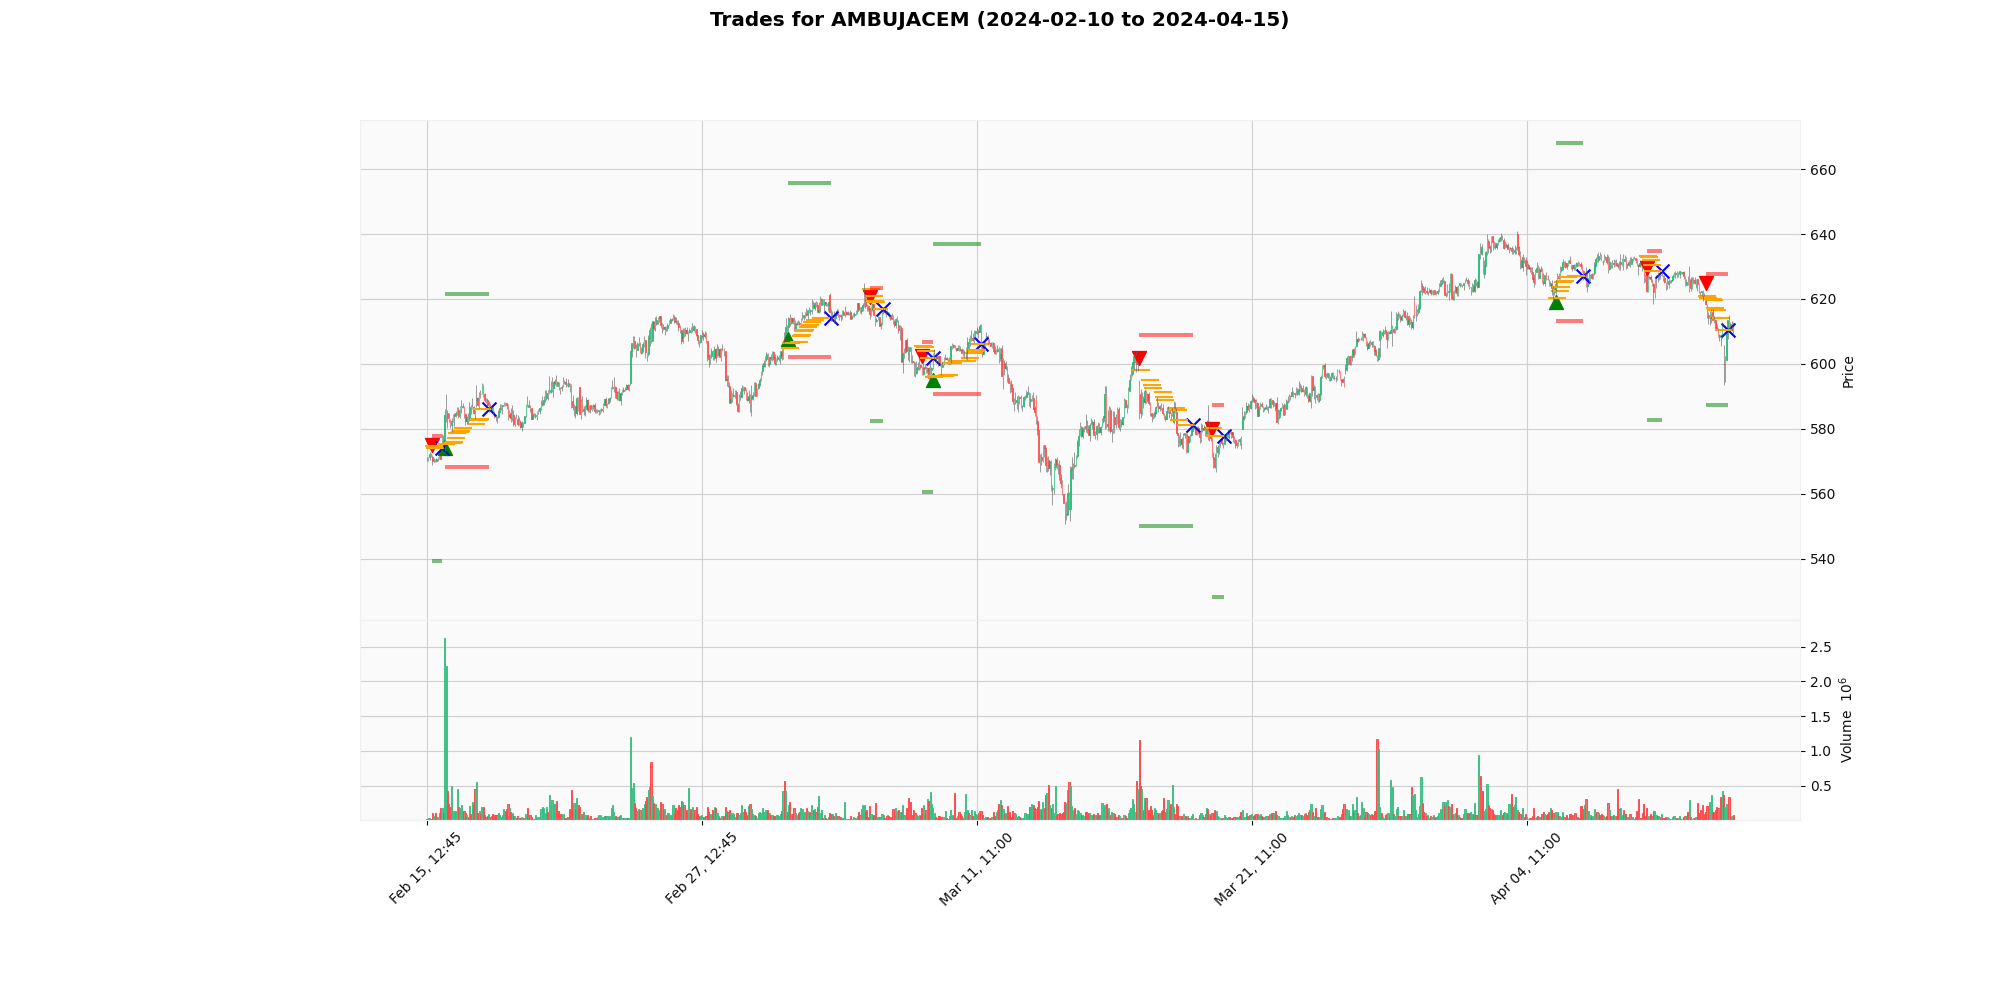 Trades for AMBUJACEM (2024-02-10 to 2024-04-15)
660
640
620
600
580
560
540
Price
2.5
2.0
1.5
1.0
0.5
Volume 10^6
Feb 15, 12:45
Feb 27, 12:45
Mar 11, 11:00
Mar 21, 11:00
Apr 04, 11:00